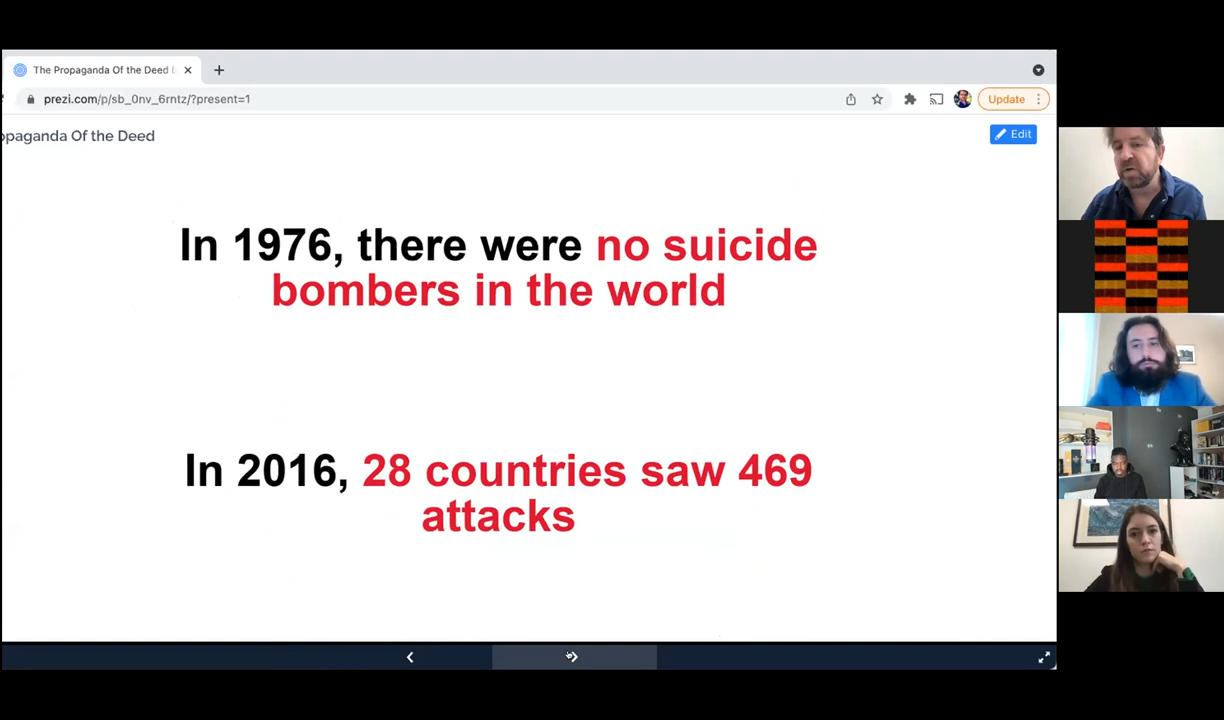 The Propaganda Of the Deed
prezi.com/p/sb_0nv_6rntz/?present=1
Update
opaganda Of the Deed
Edit
In 1976, there were no suicide
bombers in the world
In 2016, 28 countries saw 469
attacks